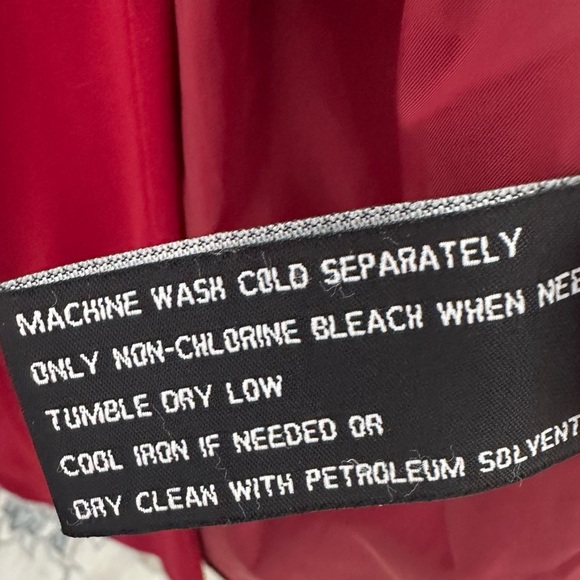 MACHINE WASH COLD SEPARATELY
ONLY NON-CHLORINE BLEACH WHEN NEE
TUMBLE DRY LOW
COOL IRON IF NEEDED OR
DRY CLEAN WITH PETROLEUM SOLVENT